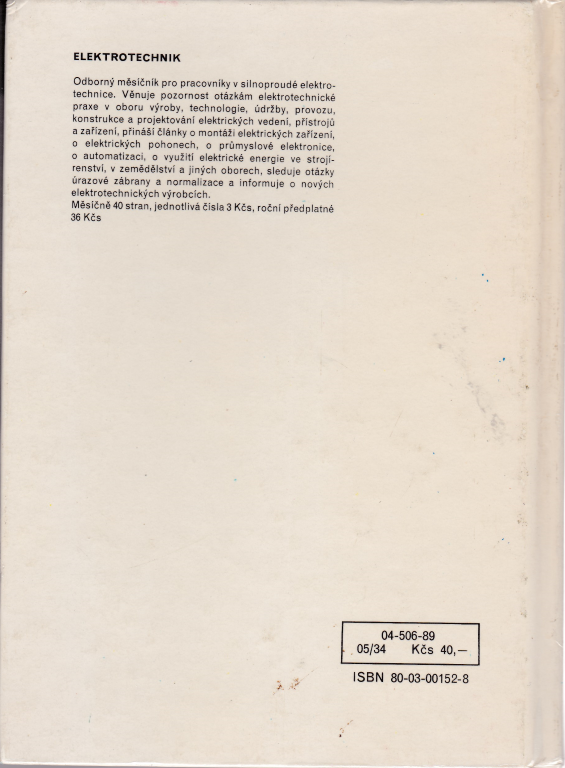 ELEKTROTECHNIK
Odborný měsíčník pro pracovníky v silnoproudé elektro-
technice. Věnuje pozornost otázkám elektrotechnické
praxe v oboru výroby, technologie, údržby, provozu,
konstrukce a projektování elektrických vedení, přístrojů
a zařízení, přináší články o montáži elektrických zařízení,
o elektrických pohonech, o průmyslové elektronice,
o automatizaci, o využití elektrické energie ve strojí-
renství, v zemědělství a jiných oborech, sleduje otázky
úrazové zábrany a normalizace a informuje o nových
elektrotechnických výrobcích.
Měsíčně 40 stran, jednotlivá čísla 3 Kčs, roční předplatné
36 Kčs
04-506-89
05/34 Kčs 40,—
ISBN 80-03-00152-8